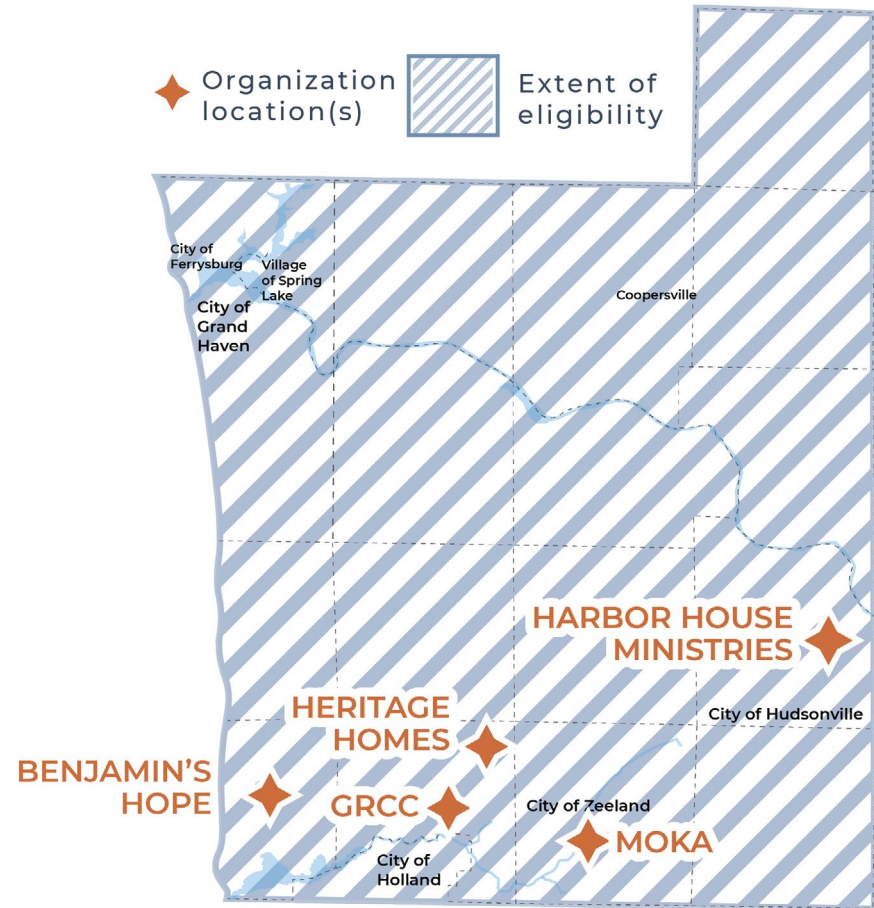 Organization
location(s)
Extent of
eligibility
City of
Ferrysburg
Village
of Spring
Lake
City of
Grand
Haven
Coopersville
HARBOR HOUSE
MINISTRIES
City of Hudsonville
HERITAGE
HOMES
BENJAMIN'S
HOPE
GRCC
City of Zeeland
MOKA
City of
Holland